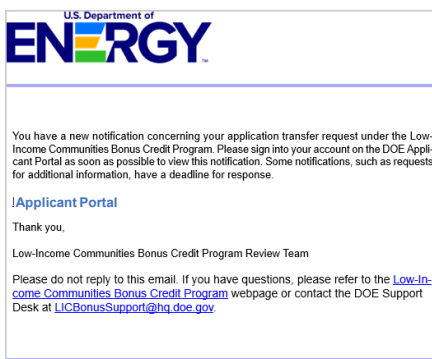 U.S. Department of
ENERGY
You have a new notification concerning your application transfer request under the Low-
Income Communities Bonus Credit Program. Please sign into your account on the DOE Appli-
cant Portal as soon as possible to view this notification. Some notifications, such as requests
for additional information, have a deadline for response.
Applicant Portal
Thank you,
Low-Income Communities Bonus Credit Program Review Team
Please do not reply to this email. If you have questions, please refer to the Low-In-
come Communities Bonus Credit Program webpage or contact the DOE Support
Desk at LICBonusSupport@hq.doe.gov.